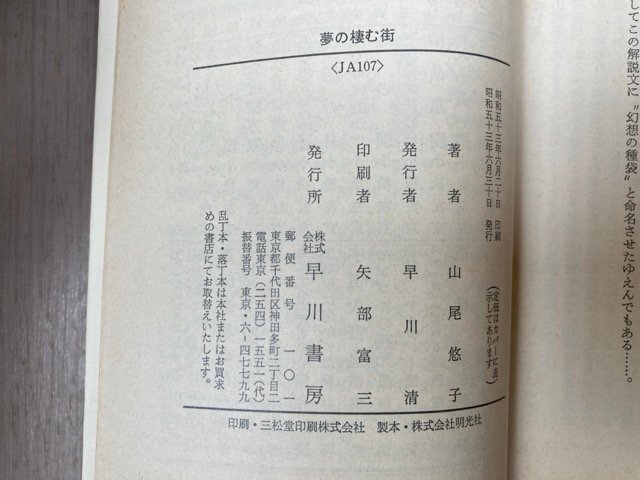 してこの解説文に〝幻想の種袋〟と命名させたゆえんでもある……。
夢の棲む街
〈JA107〉
昭和五十三年六月二十日 印刷
昭和五十三年六月三十日 発行
(定価はカバーに表
示してあります)
著者 山尾悠子
発行者 早川清
印刷者 矢部富三
発行所 株式会社 早川書房
郵便番号 一〇一
東京都千代田区神田多町二丁目二
電話東京(二五四)一五五一(代)
振替番号 東京・六-四七七九九
乱丁本・落丁本は本社またはお買求
めの書店にてお取替えいたします。
印刷・三松堂印刷株式会社 製本・株式会社明光社